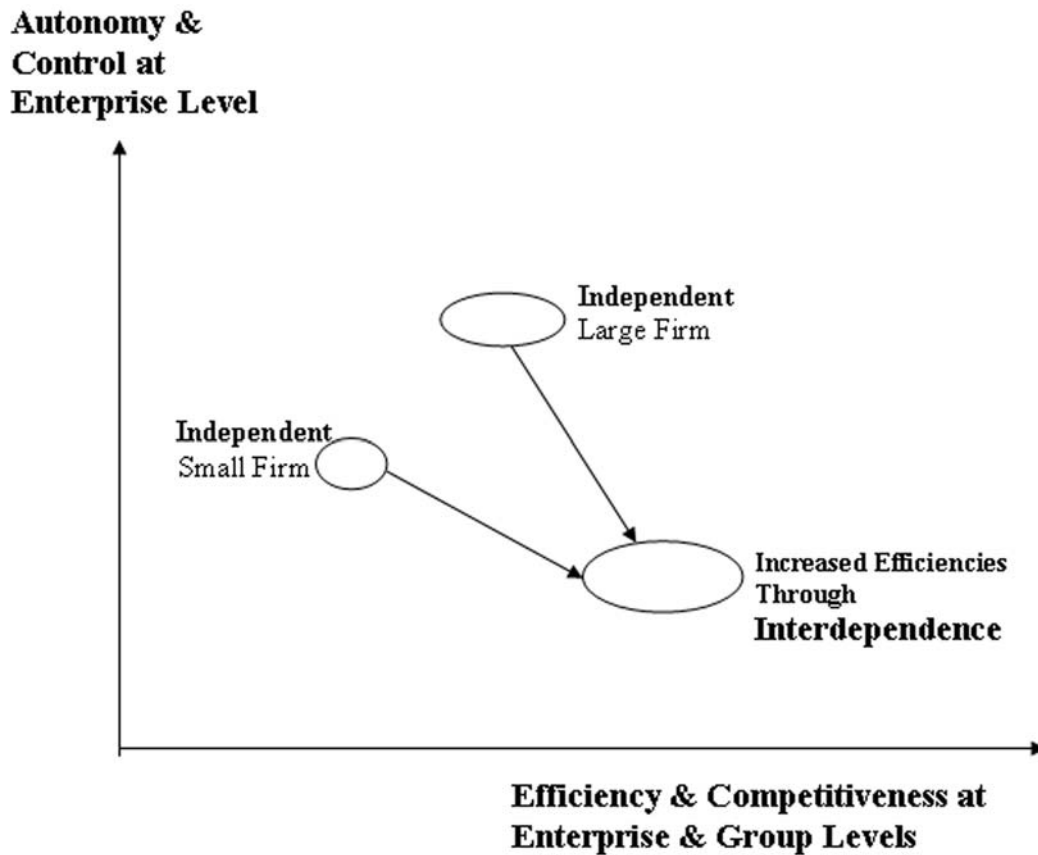 Autonomy &
Control at
Enterprise Level
Independent
Large Firm
Independent
Small Firm
Increased Efficiencies
Through
Interdependence
Efficiency & Competitiveness at
Enterprise & Group Levels